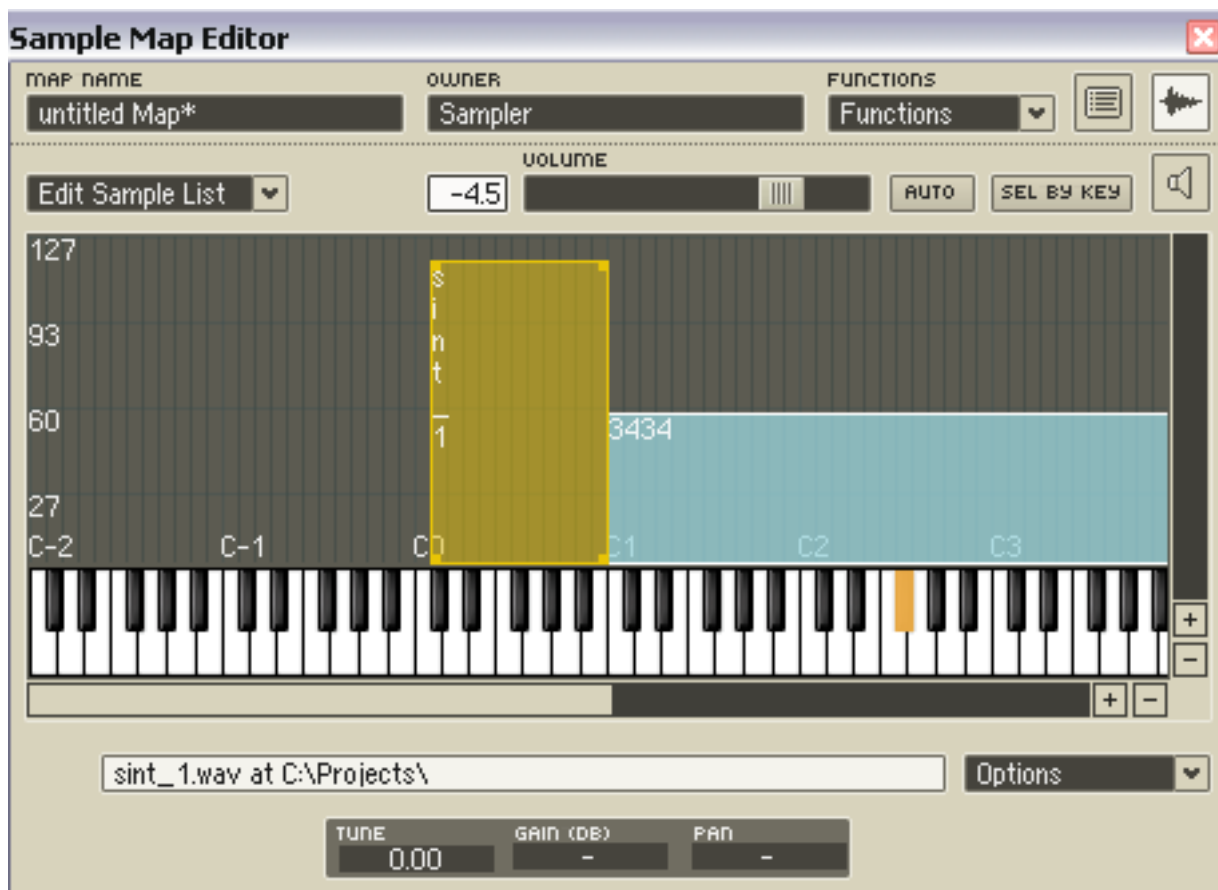 Sample Map Editor
MAP NAME
OWNER
FUNCTIONS
untitled Map*
Sampler
Functions
VOLUME
Edit Sample List
-4.5
AUTO
SEL BY KEY
127
93
60
27
sint_1
3434
C-2
C-1
C0
C1
C2
C3
+
-
+
-
sint_1.wav at C:\Projects\
Options
TUNE
GAIN (DB)
PAN
0.00
-
-